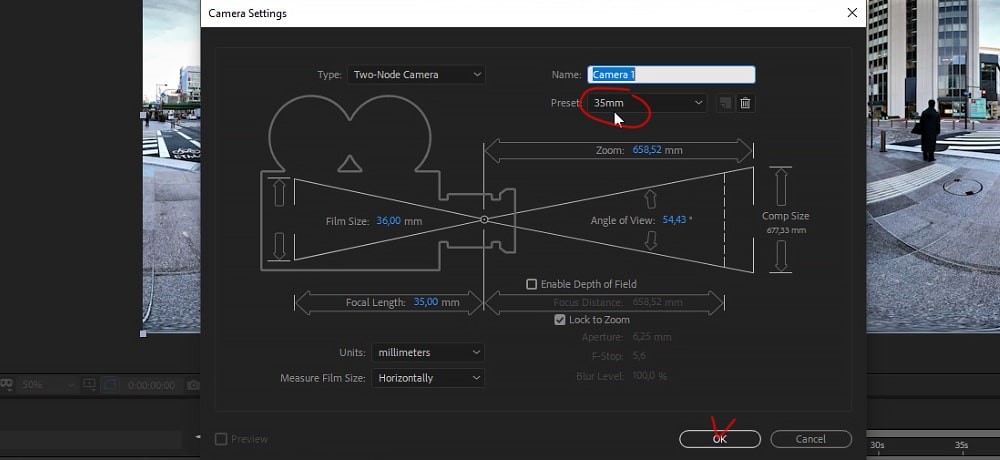 Camera Settings
Type: Two-Node Camera
Name: Camera 1
Preset: 35mm
Zoom: 658,52 mm
Film Size: 36,00 mm
Angle of View: 54,43 °
Comp Size
677,33 mm
Enable Depth of Field
Focal Length: 35,00 mm
Focus Distance: 658,52 mm
Lock to Zoom
Aperture: 6,25 mm
Units: millimeters
F-Stop: 5,6
Measure Film Size: Horizontally
Blur Level: 100,0 %
50%
0:00:00:00
Preview
OK
Cancel
30s
35s